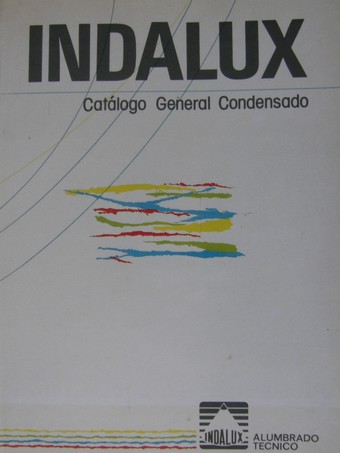 INDALUX
Catálogo General Condensado
INDALUX
ALUMBRADO
TECNICO